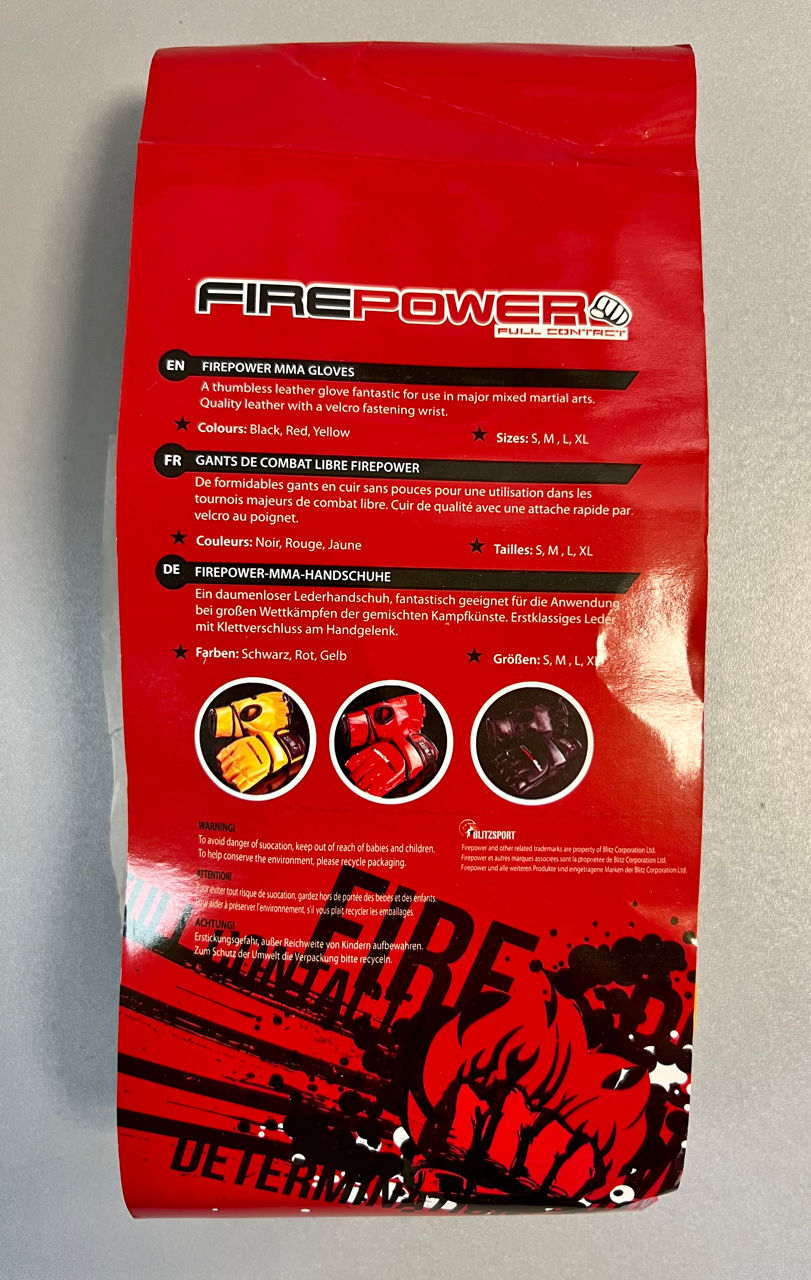 FIREPOWER
FULL CONTACT
EN FIREPOWER MMA GLOVES
A thumbless leather glove fantastic for use in major mixed martial arts.
Quality leather with a velcro fastening wrist.
★ Colours: Black, Red, Yellow ★ Sizes: S, M , L, XL
FR GANTS DE COMBAT LIBRE FIREPOWER
De formidables gants en cuir sans pouces pour une utilisation dans les
tournois majeurs de combat libre. Cuir de qualité avec une attache rapide par
velcro au poignet.
★ Couleurs: Noir, Rouge, Jaune ★ Tailles: S, M , L, XL
DE FIREPOWER-MMA-HANDSCHUHE
Ein daumenloser Lederhandschuh, fantastisch geeignet für die Anwendung
bei großen Wettkämpfen der gemischten Kampfkünste. Erstklassiges Leder
mit Klettverschluss am Handgelenk.
★ Farben: Schwarz, Rot, Gelb ★ Größen: S, M , L, XL
WARNING!
To avoid danger of suocation, keep out of reach of babies and children.
To help conserve the environment, please recycle packaging.
ATTENTION!
Pour éviter tout risque de suocation, gardez hors de portée des bébés et des enfants.
Pour aider à préserver l'environnement, s'il vous plaît recycler les emballages.
ACHTUNG!
Erstickungsgefahr, außer Reichweite von Kindern aufbewahren.
Zum Schutz der Umwelt die Verpackung bitte recyceln.
BLITZSPORT
Firepower and other related trademarks are property of Blitz Corporation Ltd.
Firepower et autres marques associées sont la propriétée de Blitz Corporation Ltd.
Firepower und alle weiteren Produkte sind eingetragene Marken der Blitz Corporation Ltd.
FIRE
CONTACT